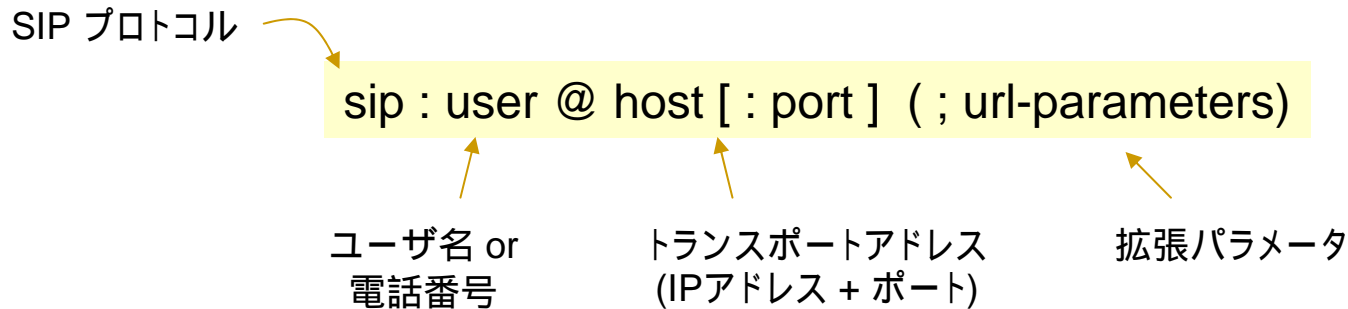 SIP プロトコル
sip : user @ host [ : port ] ( ; url-parameters)
ユーザ名 or
電話番号
トランスポートアドレス
(IPアドレス + ポート)
拡張パラメータ